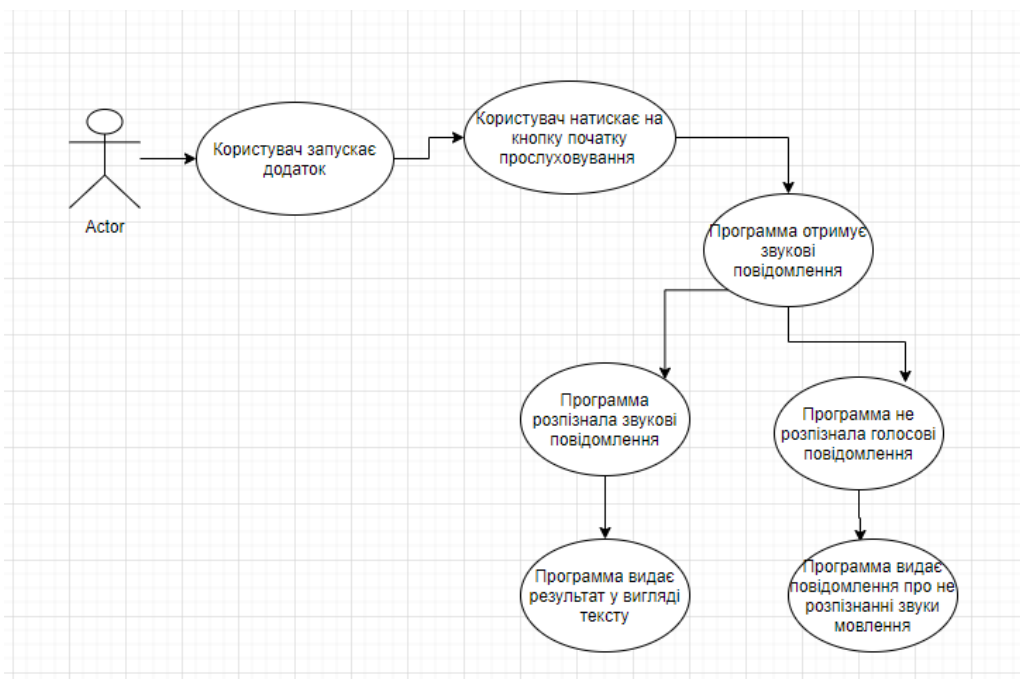 Користувач запускає
додаток
Користувач натискає на
кнопку початку
прослуховування
Actor
Программа отримує
звукові
повідомлення
Программа
розпізнала звукові
повідомлення
Программа не
розпізнала голосові
повідомлення
Программа видає
результат у вигляді
тексту
Программа видає
повідомлення про не
розпізнанні звуки
мовлення